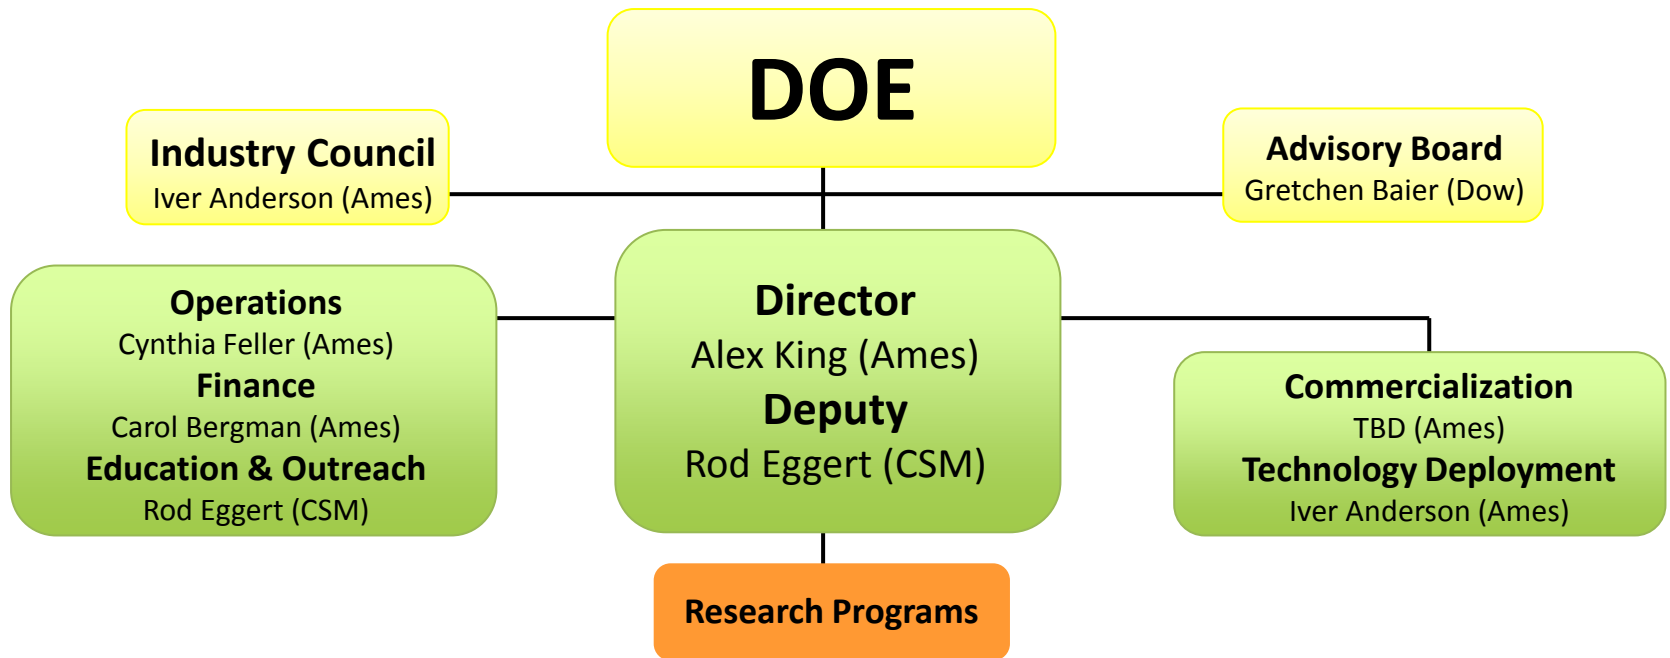 DOE
Industry Council
Iver Anderson (Ames)
Advisory Board
Gretchen Baier (Dow)
Operations
Cynthia Feller (Ames)
Finance
Carol Bergman (Ames)
Education & Outreach
Rod Eggert (CSM)
Director
Alex King (Ames)
Deputy
Rod Eggert (CSM)
Commercialization
TBD (Ames)
Technology Deployment
Iver Anderson (Ames)
Research Programs